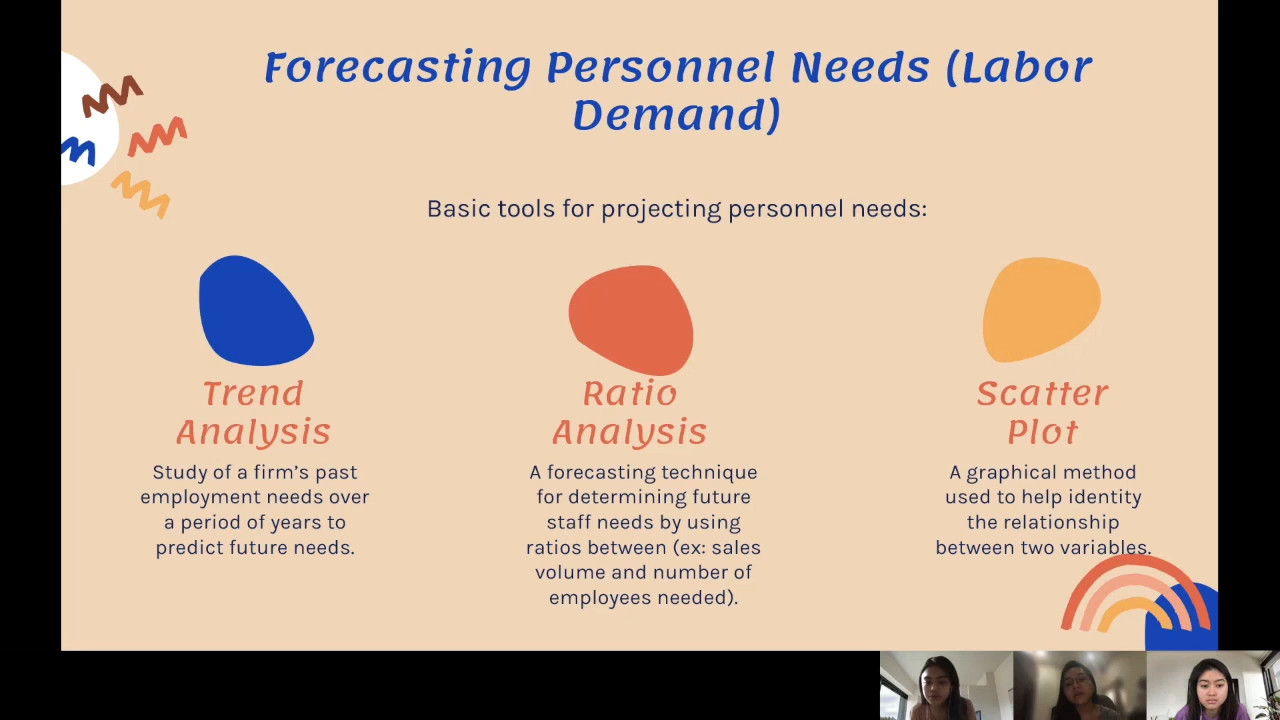 Forecasting Personnel Needs (Labor
Demand)
Basic tools for projecting personnel needs:
Trend
Analysis
Study of a firm's past
employment needs over
a period of years to
predict future needs.
Ratio
Analysis
A forecasting technique
for determining future
staff needs by using
ratios between (ex: sales
volume and number of
employees needed).
Scatter
Plot
A graphical method
used to help identity
the relationship
between two variables.